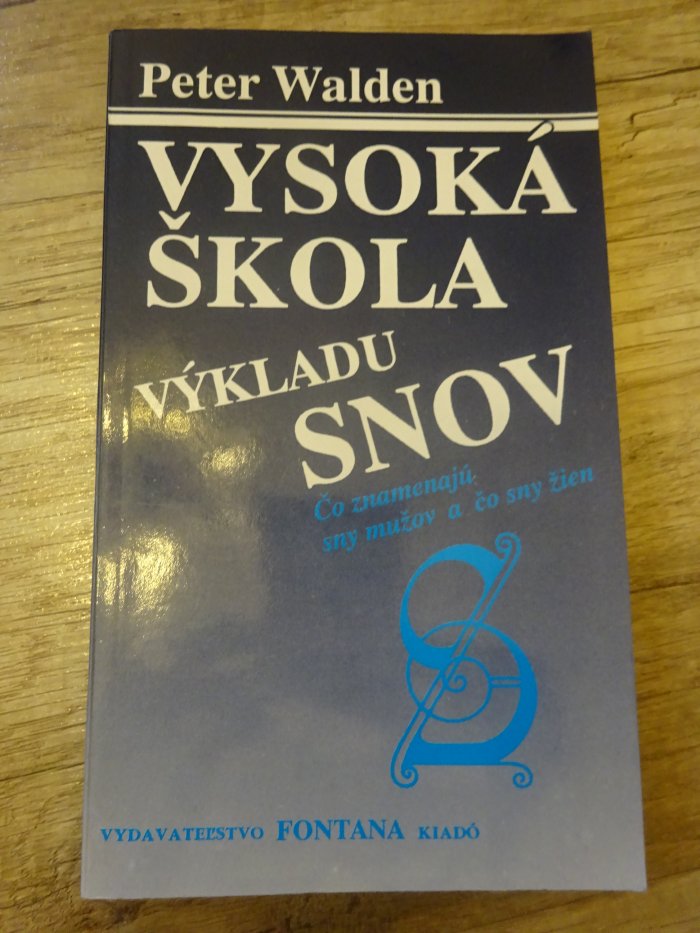 Peter Walden
VYSOKÁ
ŠKOLA
VÝKLADU
SNOV
Čo znamenajú
sny mužov a čo sny žien
VYDAVATEĽSTVO FONTANA KIADÓ